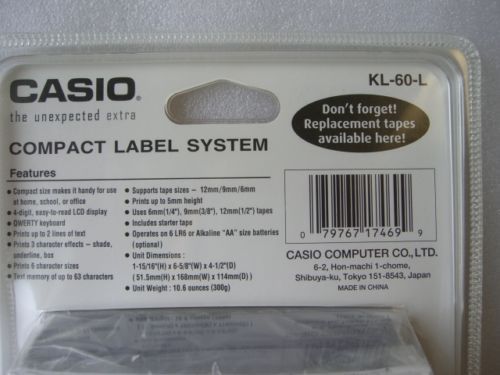 CASIO®
the unexpected extra
KL-60-L
Don't forget!
Replacement tapes
available here!
COMPACT LABEL SYSTEM
Features
• Compact size makes it handy for use
at home, school, or office
• 4-digit, easy-to-read LCD display
• QWERTY keyboard
• Prints up to 2 lines of text
• Prints 3 character effects – shade,
underline, box
• Prints 6 character sizes
• Text memory of up to 63 characters
• Supports tape sizes – 12mm/9mm/6mm
• Prints up to 5mm height
• Uses 6mm(1/4"), 9mm(3/8"), 12mm(1/2") tapes
• Includes starter tape
• Operates on 6 LR6 or Alkaline "AA" size batteries
(optional)
• Unit Dimensions :
1-15/16"(H) x 6-5/8"(W) x 4-1/2"(D)
(51.5mm(H) x 168mm(W) x 114mm(D))
• Unit Weight : 10.6 ounces (300g)
0 79767 17469 9
CASIO COMPUTER CO., LTD.
6-2, Hon-machi 1-chome,
Shibuya-ku, Tokyo 151-8543, Japan
MADE IN CHINA